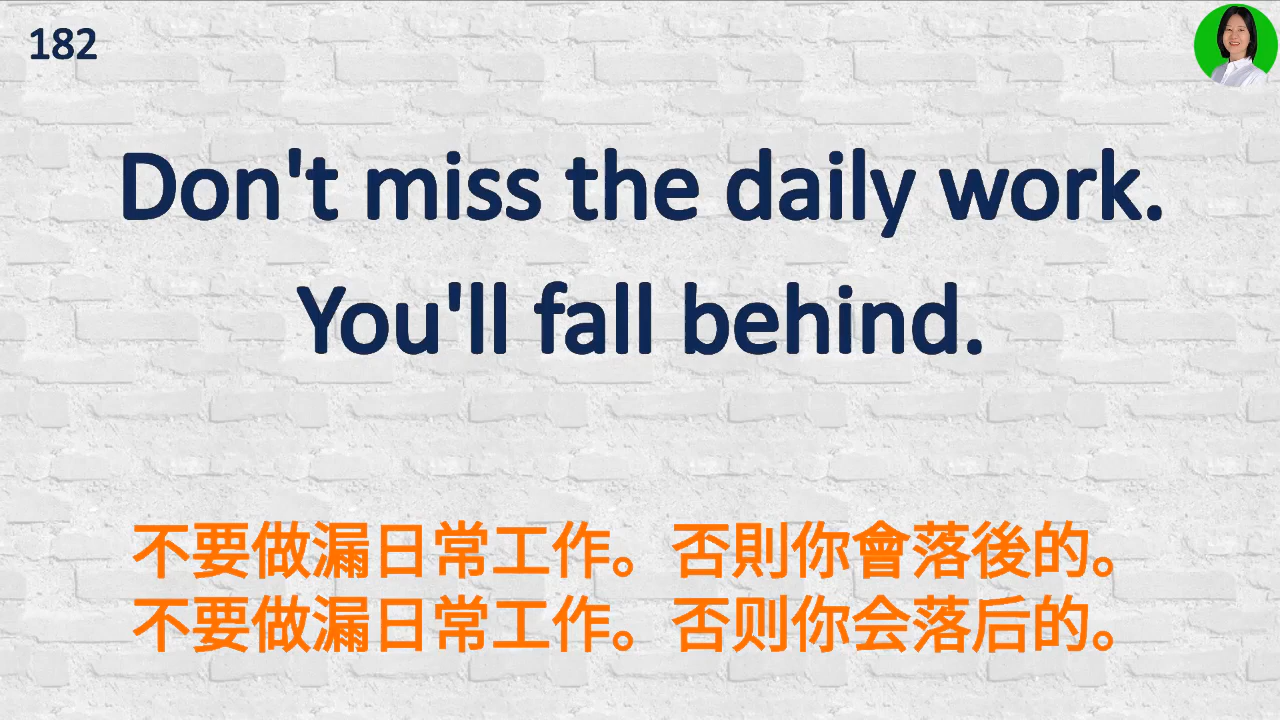 182
Don't miss the daily work.
You'll fall behind.
不要做漏日常工作。否則你會落後的。
不要做漏日常工作。否则你会落后的。